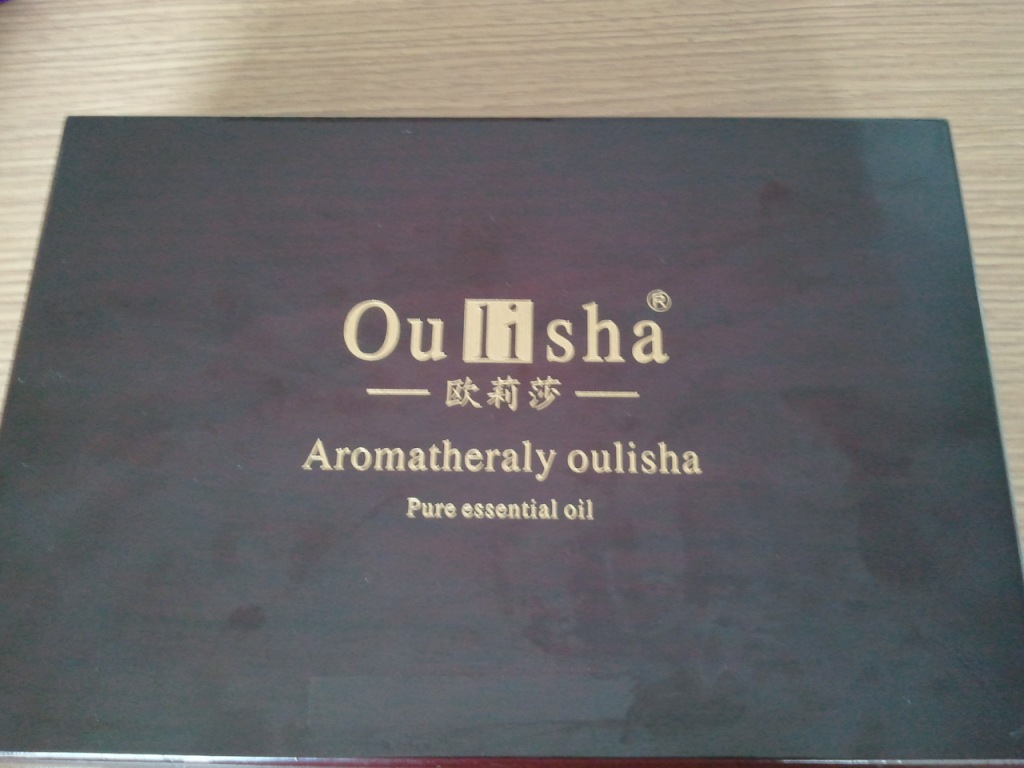 Oulisha®
欧莉莎
Aromatheraly oulisha
Pure essential oil